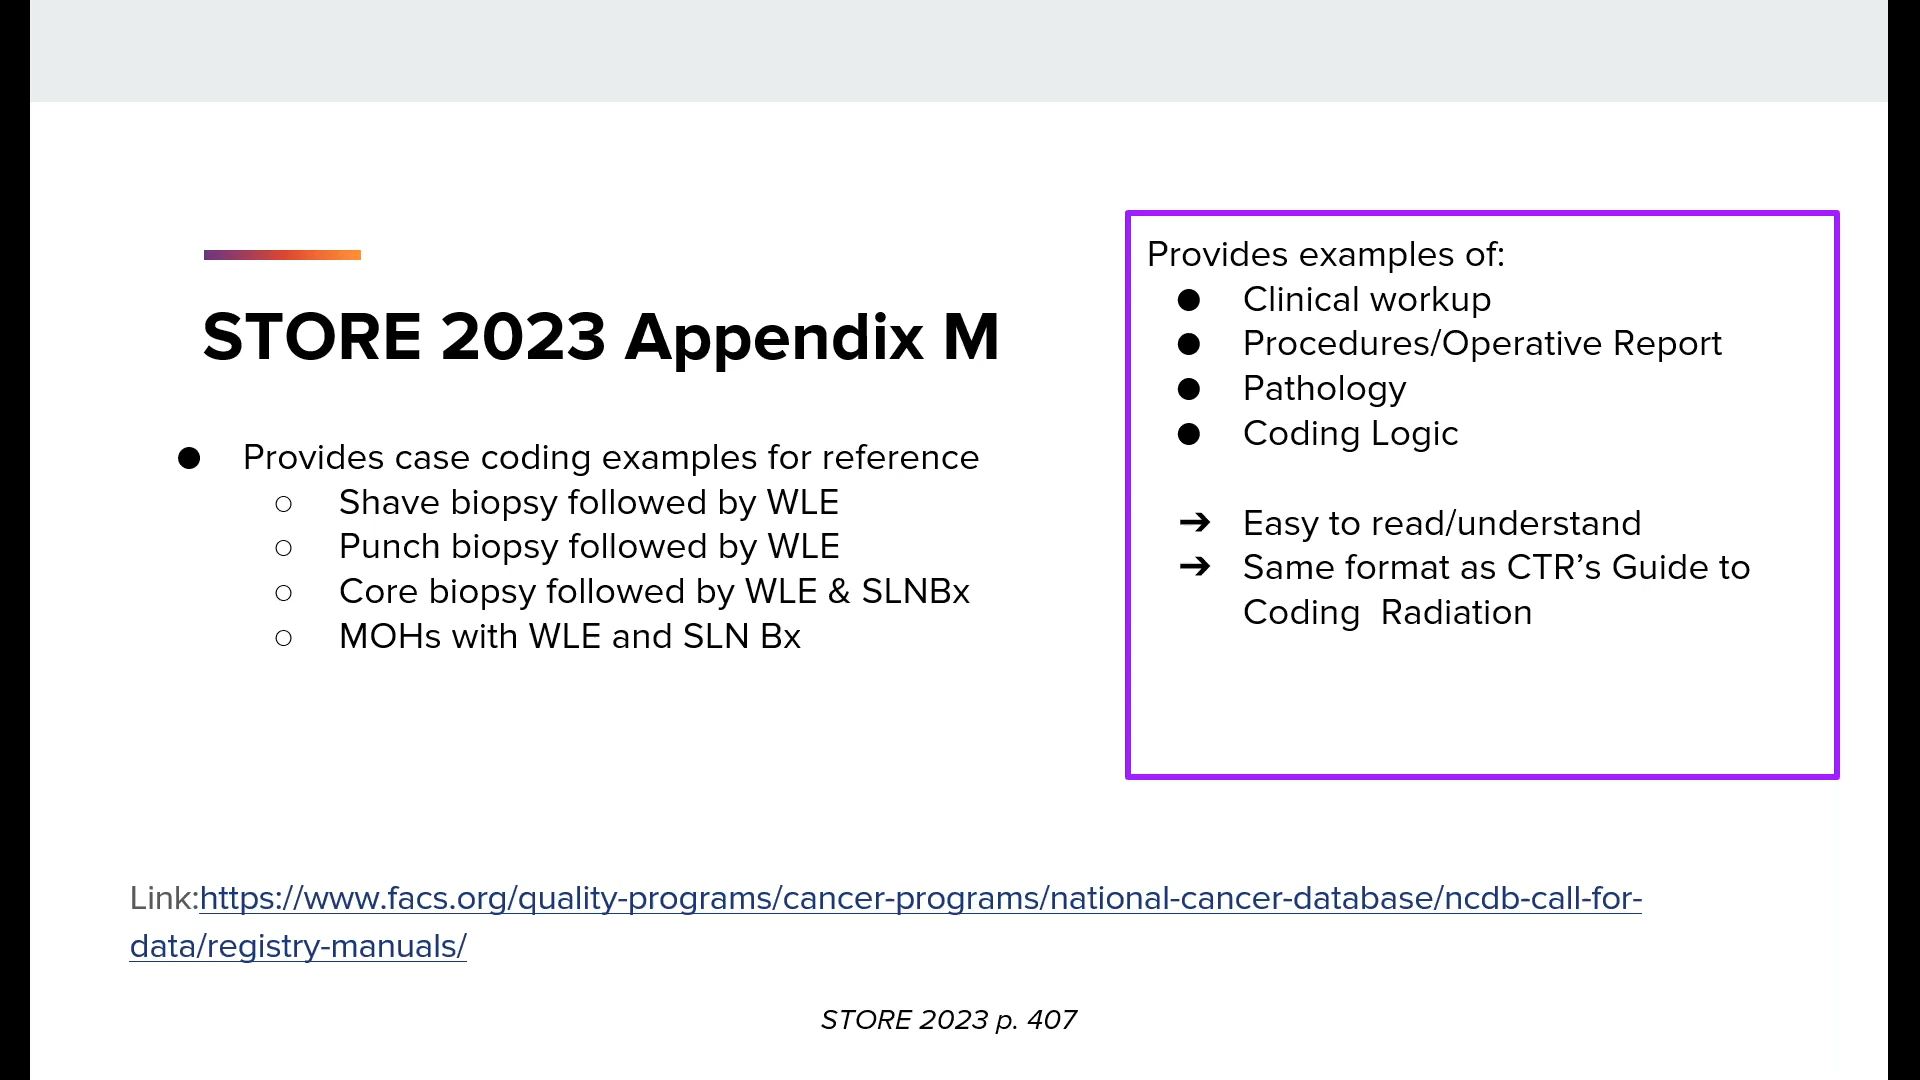 STORE 2023 Appendix M
● Provides case coding examples for reference
○ Shave biopsy followed by WLE
○ Punch biopsy followed by WLE
○ Core biopsy followed by WLE & SLNBx
○ MOHs with WLE and SLN Bx
Provides examples of:
● Clinical workup
● Procedures/Operative Report
● Pathology
● Coding Logic
➔ Easy to read/understand
➔ Same format as CTR’s Guide to
Coding  Radiation
Link:https://www.facs.org/quality-programs/cancer-programs/national-cancer-database/ncdb-call-for-
data/registry-manuals/
STORE 2023 p. 407